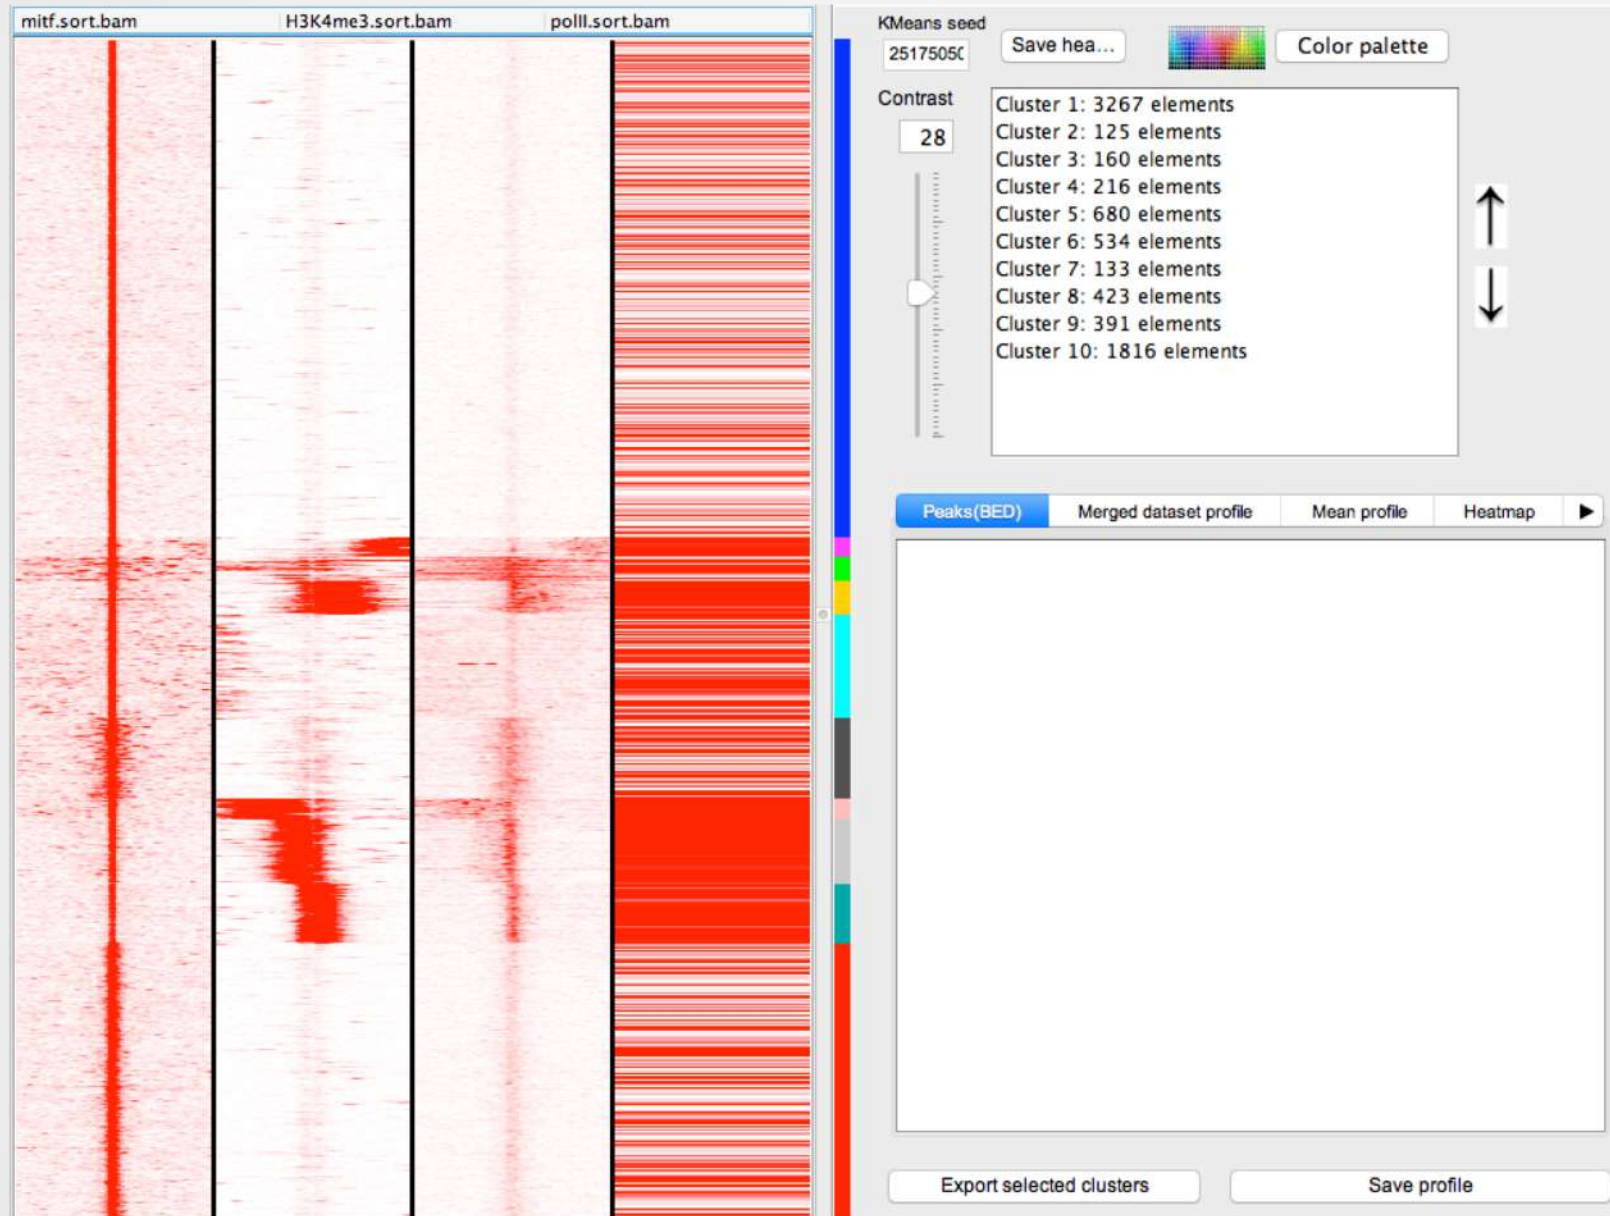 mitf.sort.bam H3K4me3.sort.bam polII.sort.bam
KMeans seed
2517505
Save hea...
Color palette
Contrast
28
Cluster 1: 3267 elements
Cluster 2: 125 elements
Cluster 3: 160 elements
Cluster 4: 216 elements
Cluster 5: 680 elements
Cluster 6: 534 elements
Cluster 7: 133 elements
Cluster 8: 423 elements
Cluster 9: 391 elements
Cluster 10: 1816 elements
Peaks(BED) Merged dataset profile Mean profile Heatmap
Export selected clusters Save profile